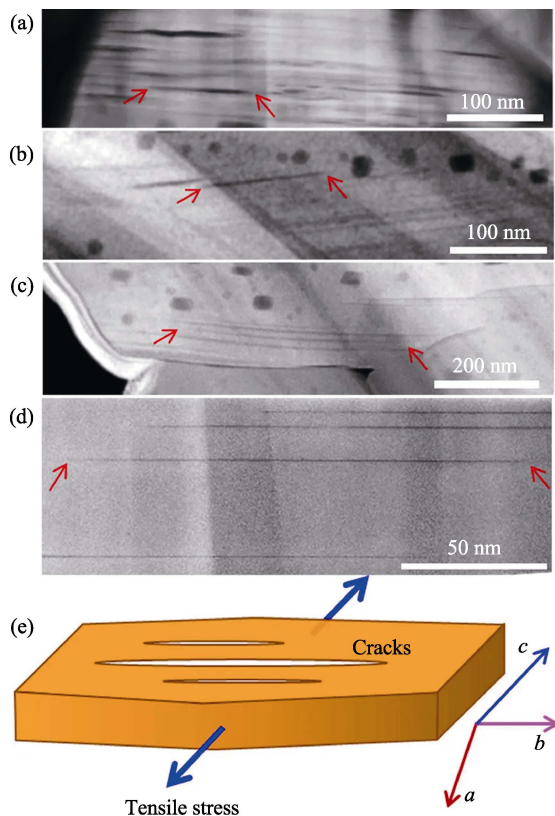 (a)
100 nm
(b)
100 nm
(c)
200 nm
(d)
50 nm
(e)
Cracks
c
b
a
Tensile stress